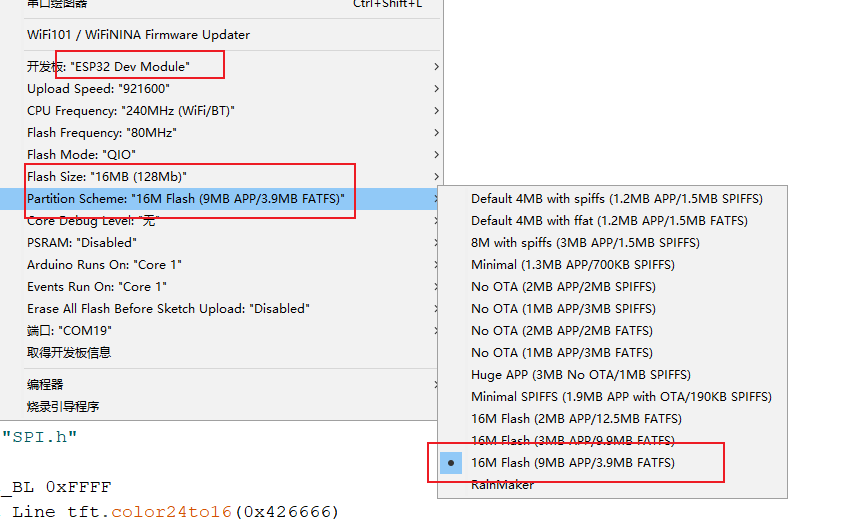 串口绘图器 Ctrl+Shift+L
WiFi101 / WiFiNINA Firmware Updater
开发板: "ESP32 Dev Module"
Upload Speed: "921600"
CPU Frequency: "240MHz (WiFi/BT)"
Flash Frequency: "80MHz"
Flash Mode: "QIO"
Flash Size: "16MB (128Mb)"
Partition Scheme: "16M Flash (9MB APP/3.9MB FATFS)"
Core Debug Level: "无"
PSRAM: "Disabled"
Arduino Runs On: "Core 1"
Events Run On: "Core 1"
Erase All Flash Before Sketch Upload: "Disabled"
端口: "COM19"
取得开发板信息
编程器
烧录引导程序
Default 4MB with spiffs (1.2MB APP/1.5MB SPIFFS)
Default 4MB with ffat (1.2MB APP/1.5MB FATFS)
8M with spiffs (3MB APP/1.5MB SPIFFS)
Minimal (1.3MB APP/700KB SPIFFS)
No OTA (2MB APP/2MB SPIFFS)
No OTA (1MB APP/3MB SPIFFS)
No OTA (2MB APP/2MB FATFS)
No OTA (1MB APP/3MB FATFS)
Huge APP (3MB No OTA/1MB SPIFFS)
Minimal SPIFFS (1.9MB APP with OTA/190KB SPIFFS)
16M Flash (2MB APP/12.5MB FATFS)
16M Flash (3MB APP/9.9MB FATFS)
16M Flash (9MB APP/3.9MB FATFS)
RainMaker
"SPI.h"
_BL 0xFFFF
Line tft.color24to16(0x426666)